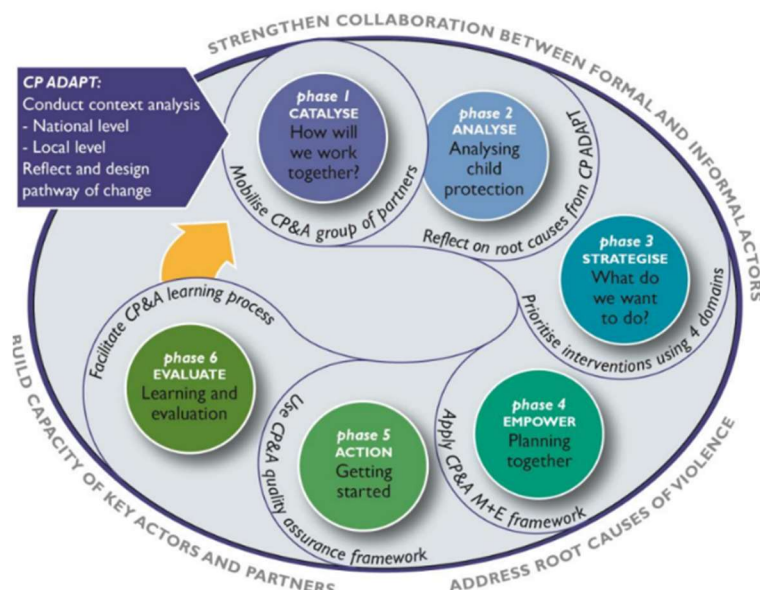 STRENGTHEN COLLABORATION BETWEEN FORMAL AND INFORMAL ACTORS
CP ADAPT:
Conduct context analysis
- National level
- Local level
Reflect and design
pathway of change
phase 1
CATALYSE
How will
we work
together?
Mobilise CP&A group of partners
phase 2
ANALYSE
Analysing
child
protection
Reflect on root causes from CP ADAPT
phase 3
STRATEGISE
What do
we want
to do?
Prioritise interventions using 4 domains
phase 4
EMPOWER
Planning
together
Apply CP&A M+E framework
phase 5
ACTION
Getting
started
Use CP&A quality assurance framework
phase 6
EVALUATE
Learning and
evaluation
Facilitate CP&A learning process
ADDRESS ROOT CAUSES OF VIOLENCE
BUILD CAPACITY OF KEY ACTORS AND PARTNERS